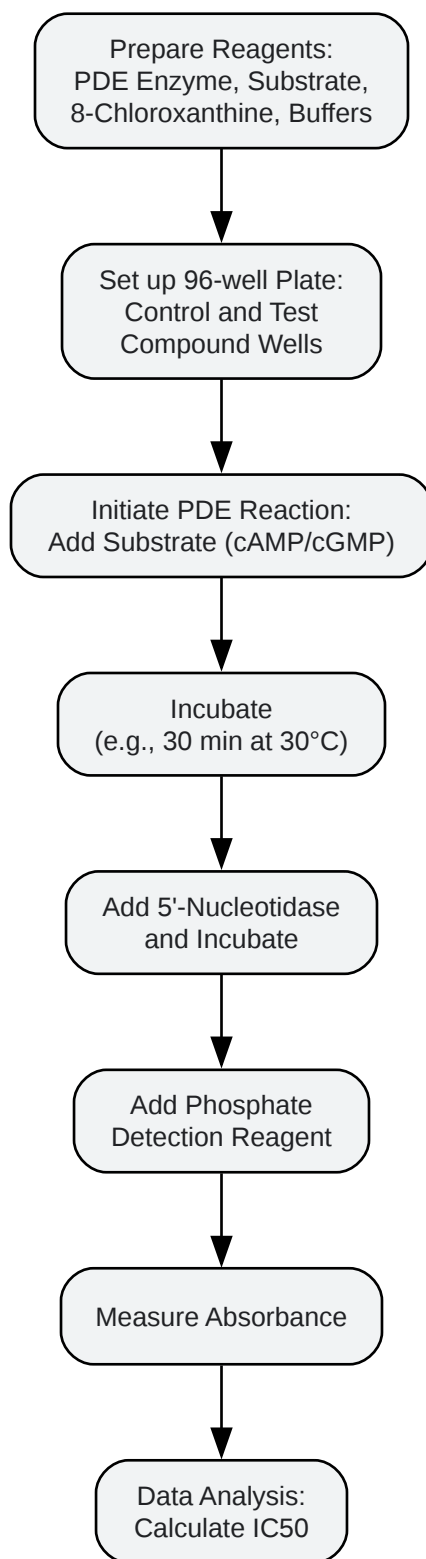 Prepare Reagents:
PDE Enzyme, Substrate,
8-Chloroxanthine, Buffers
Set up 96-well Plate:
Control and Test
Compound Wells
Initiate PDE Reaction:
Add Substrate (cAMP/cGMP)
Incubate
(e.g., 30 min at 30°C)
Add 5'-Nucleotidase
and Incubate
Add Phosphate
Detection Reagent
Measure Absorbance
Data Analysis:
Calculate IC50